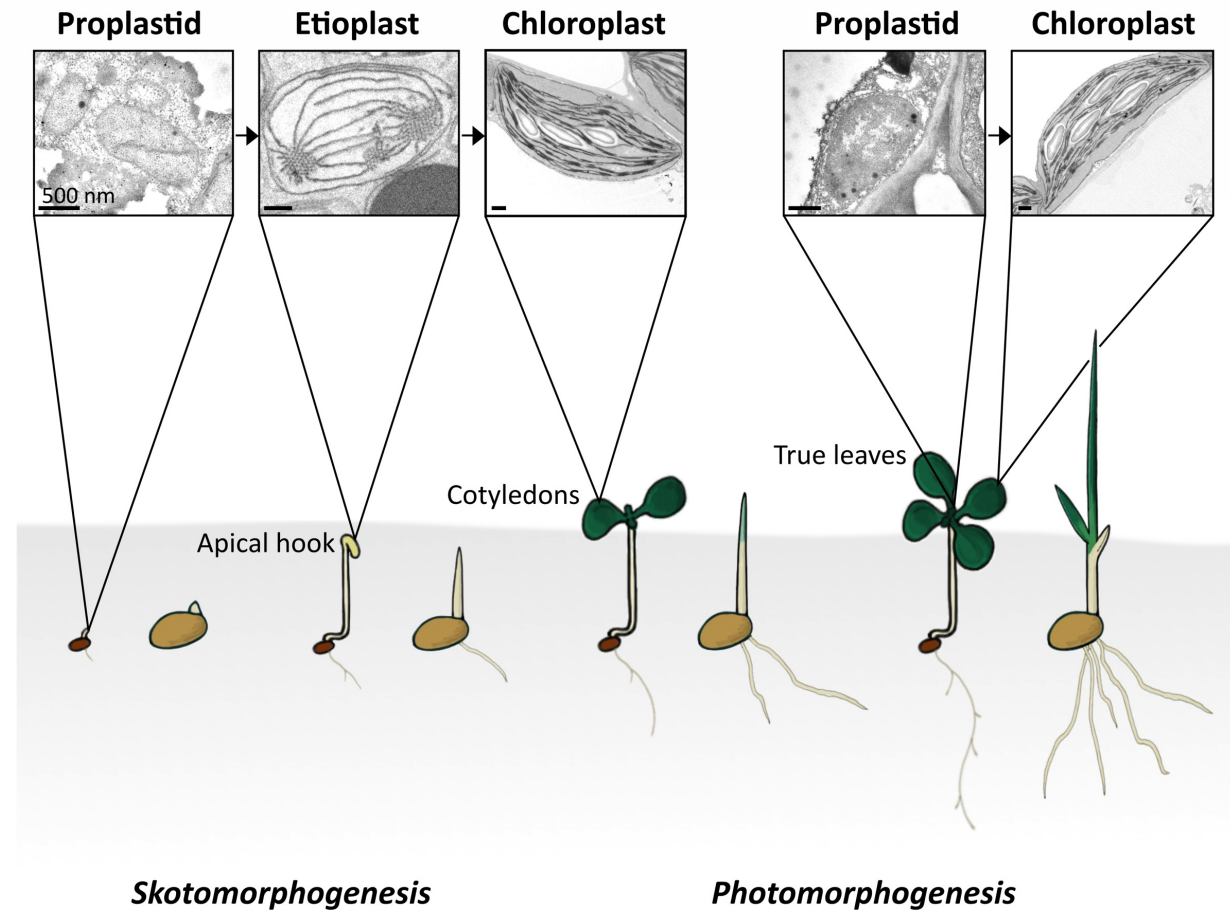 Proplastid
Etioplast
Chloroplast
Proplastid
Chloroplast
500 nm
True leaves
Cotyledons
Apical hook
Skotomorphogenesis
Photomorphogenesis